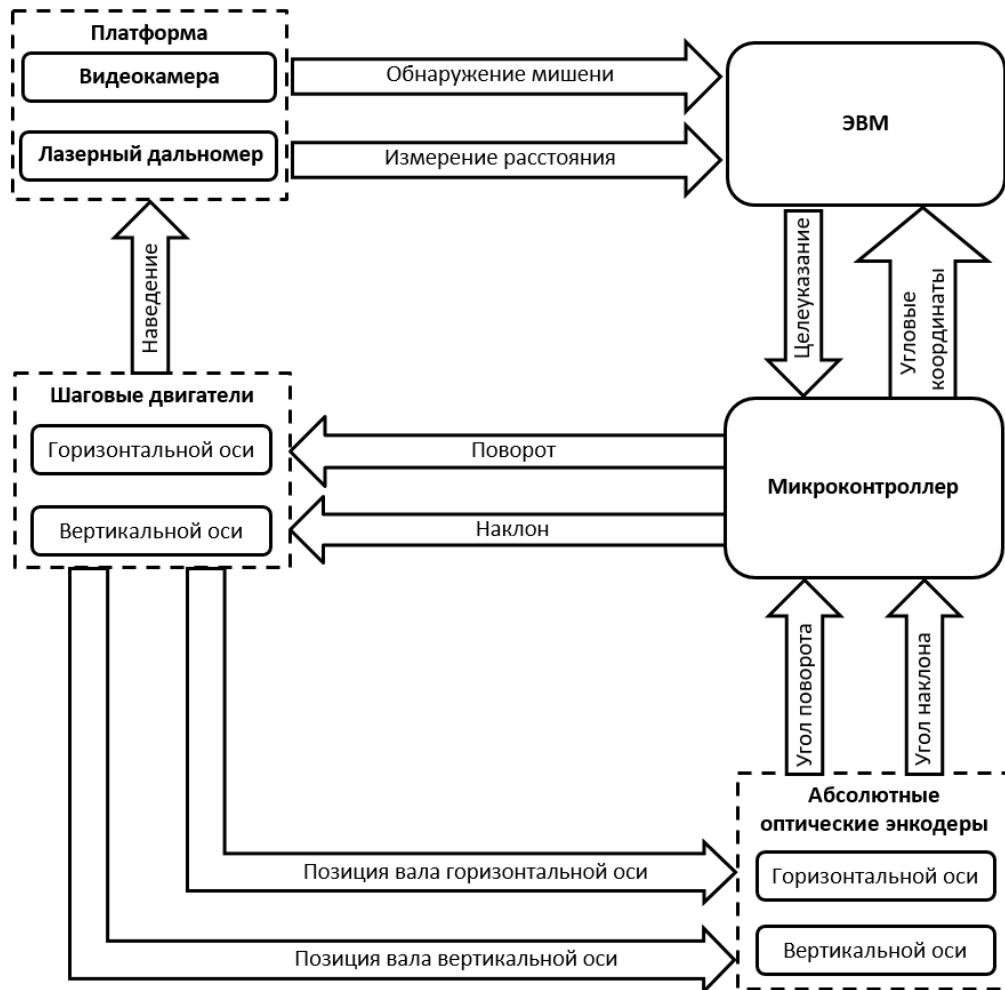 Платформа
Видеокамера
Лазерный дальномер
Обнаружение мишени
Измерение расстояния
ЭВМ
Наведение
Целеуказание
Угловые
координаты
Шаговые двигатели
Горизонтальной оси
Вертикальной оси
Поворот
Наклон
Микроконтроллер
Угол поворота
Угол наклона
Абсолютные
оптические энкодеры
Горизонтальной оси
Вертикальной оси
Позиция вала горизонтальной оси
Позиция вала вертикальной оси